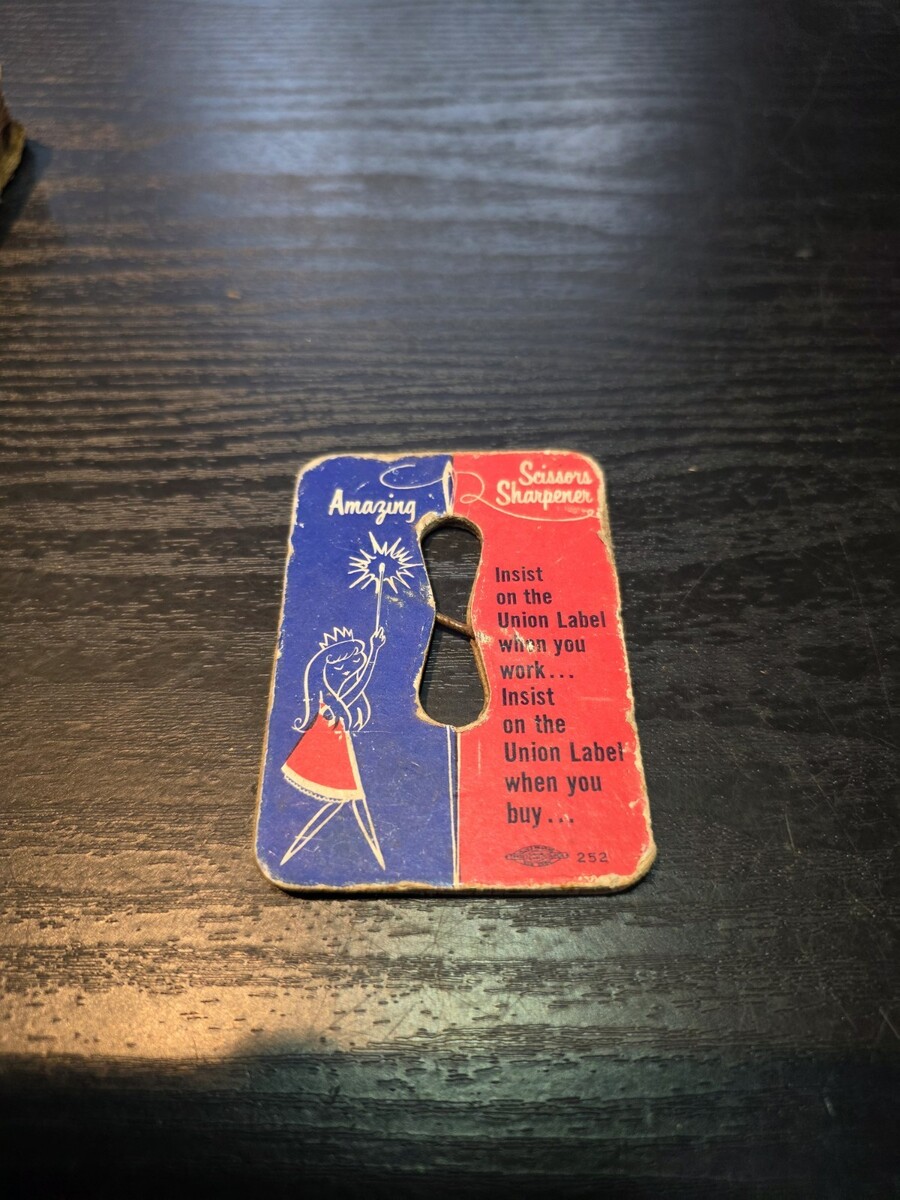 Amazing
Scissors
Sharpener
Insist
on the
Union Label
when you
work...
Insist
on the
Union Label
when you
buy...
252